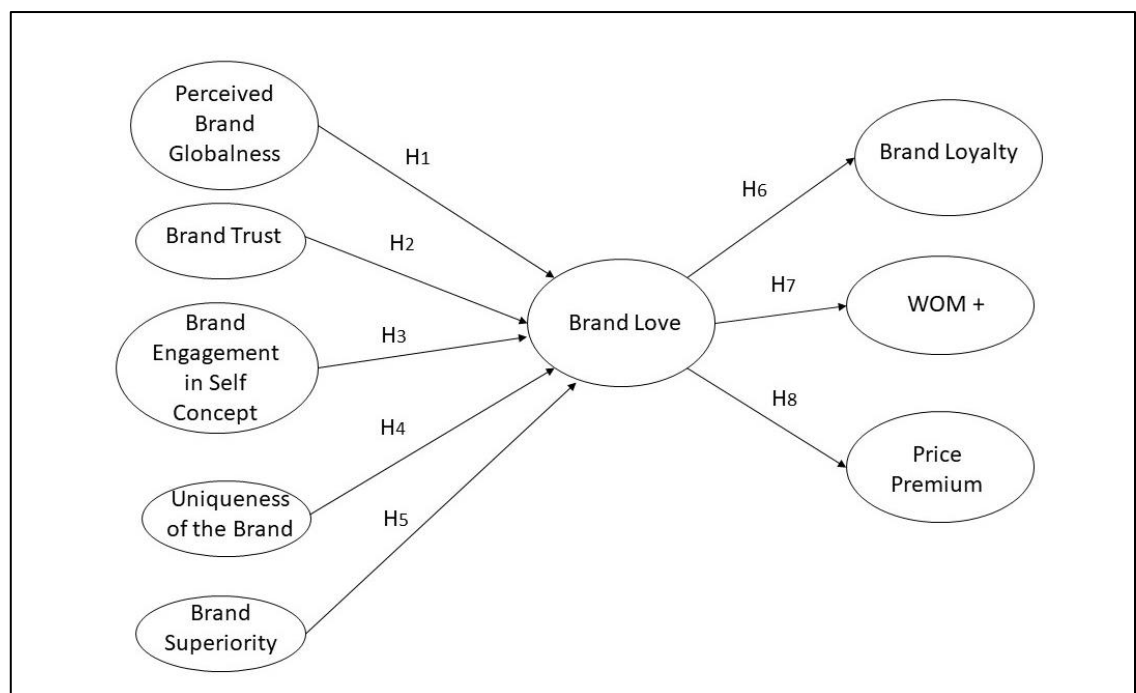 Perceived
Brand
Globalness
H1
Brand Trust
H2
Brand
Engagement
in Self
Concept
H3
Uniqueness
of the Brand
H4
Brand
Superiority
H5
Brand Love
H6
Brand Loyalty
H7
WOM +
H8
Price
Premium